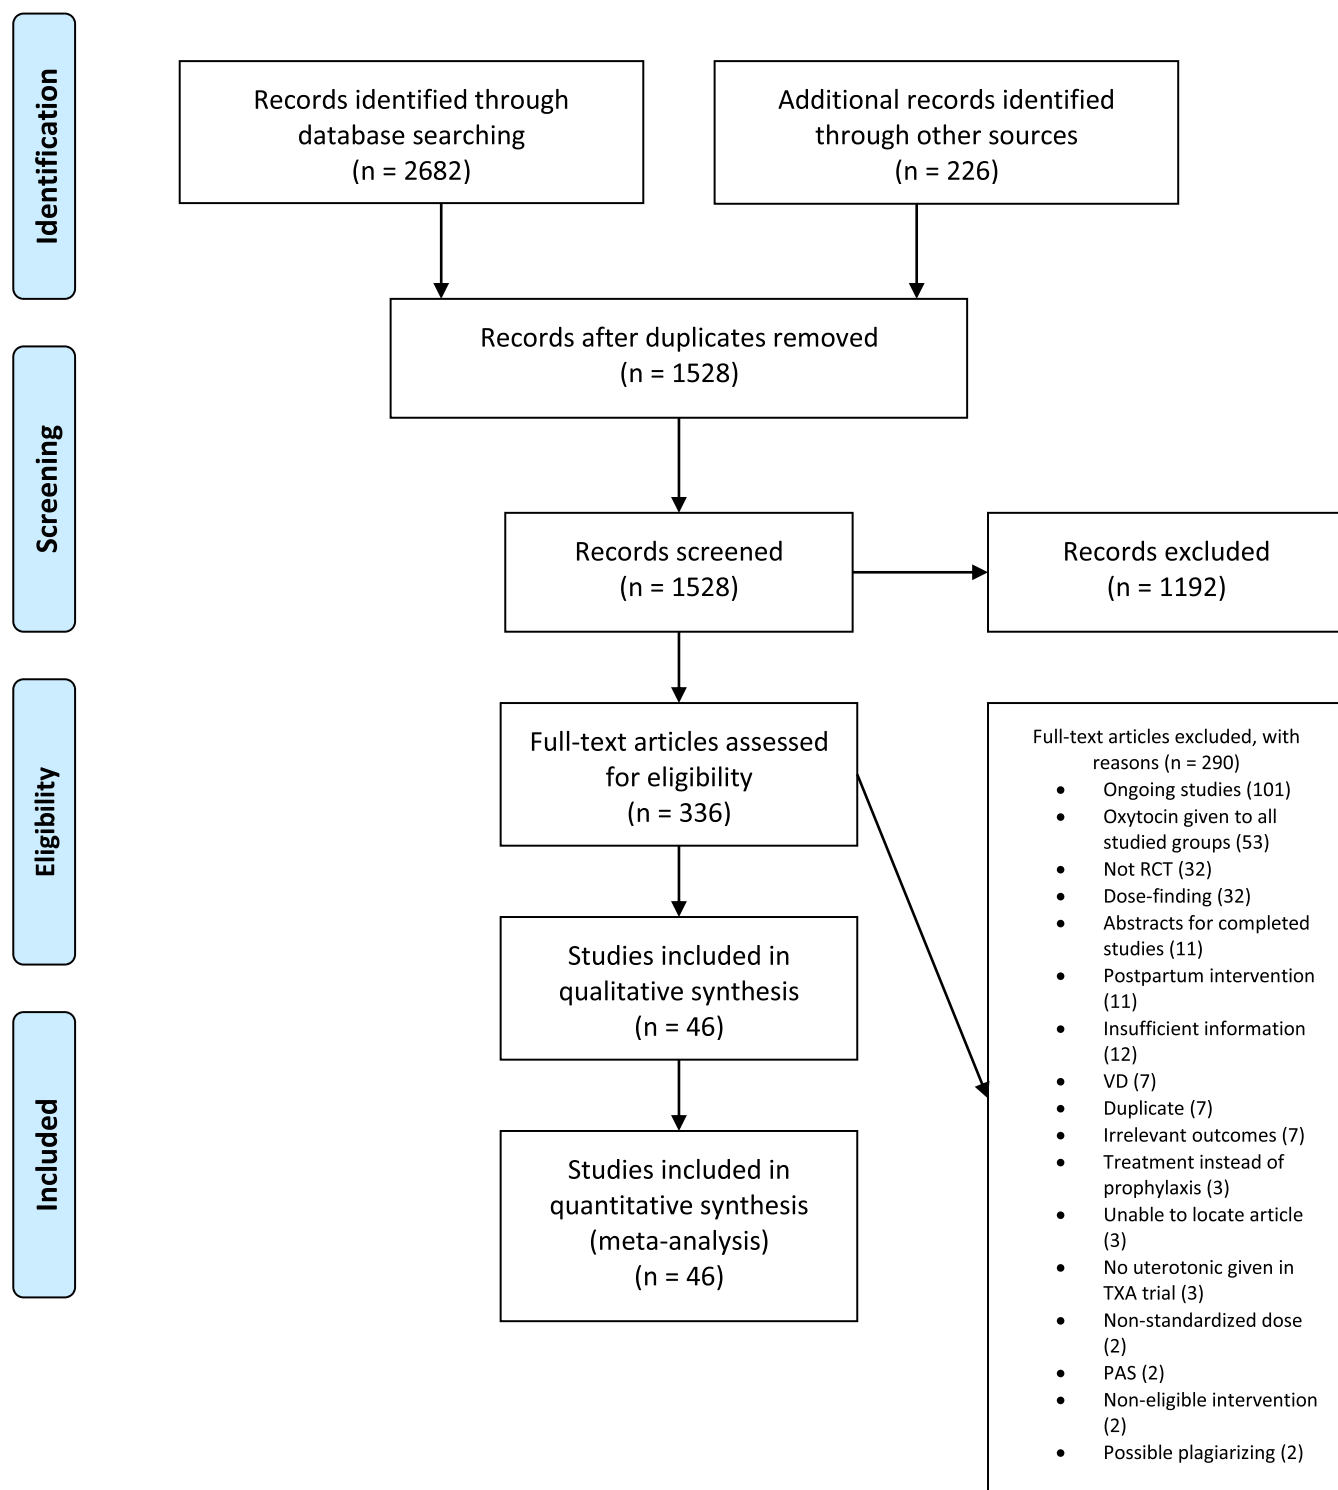 Identification
Records identified through
database searching
(n = 2682)
Additional records identified
through other sources
(n = 226)
Records after duplicates removed
(n = 1528)
Screening
Records screened
(n = 1528)
Records excluded
(n = 1192)
Eligibility
Full-text articles assessed
for eligibility
(n = 336)
Full-text articles excluded, with
reasons (n = 290)
• Ongoing studies (101)
• Oxytocin given to all
studied groups (53)
• Not RCT (32)
• Dose-finding (32)
• Abstracts for completed
studies (11)
• Postpartum intervention
(11)
• Insufficient information
(12)
• VD (7)
• Duplicate (7)
• Irrelevant outcomes (7)
• Treatment instead of
prophylaxis (3)
• Unable to locate article
(3)
• No uterotonic given in
TXA trial (3)
• Non-standardized dose
(2)
• PAS (2)
• Non-eligible intervention
(2)
• Possible plagiarizing (2)
Studies included in
qualitative synthesis
(n = 46)
Included
Studies included in
quantitative synthesis
(meta-analysis)
(n = 46)